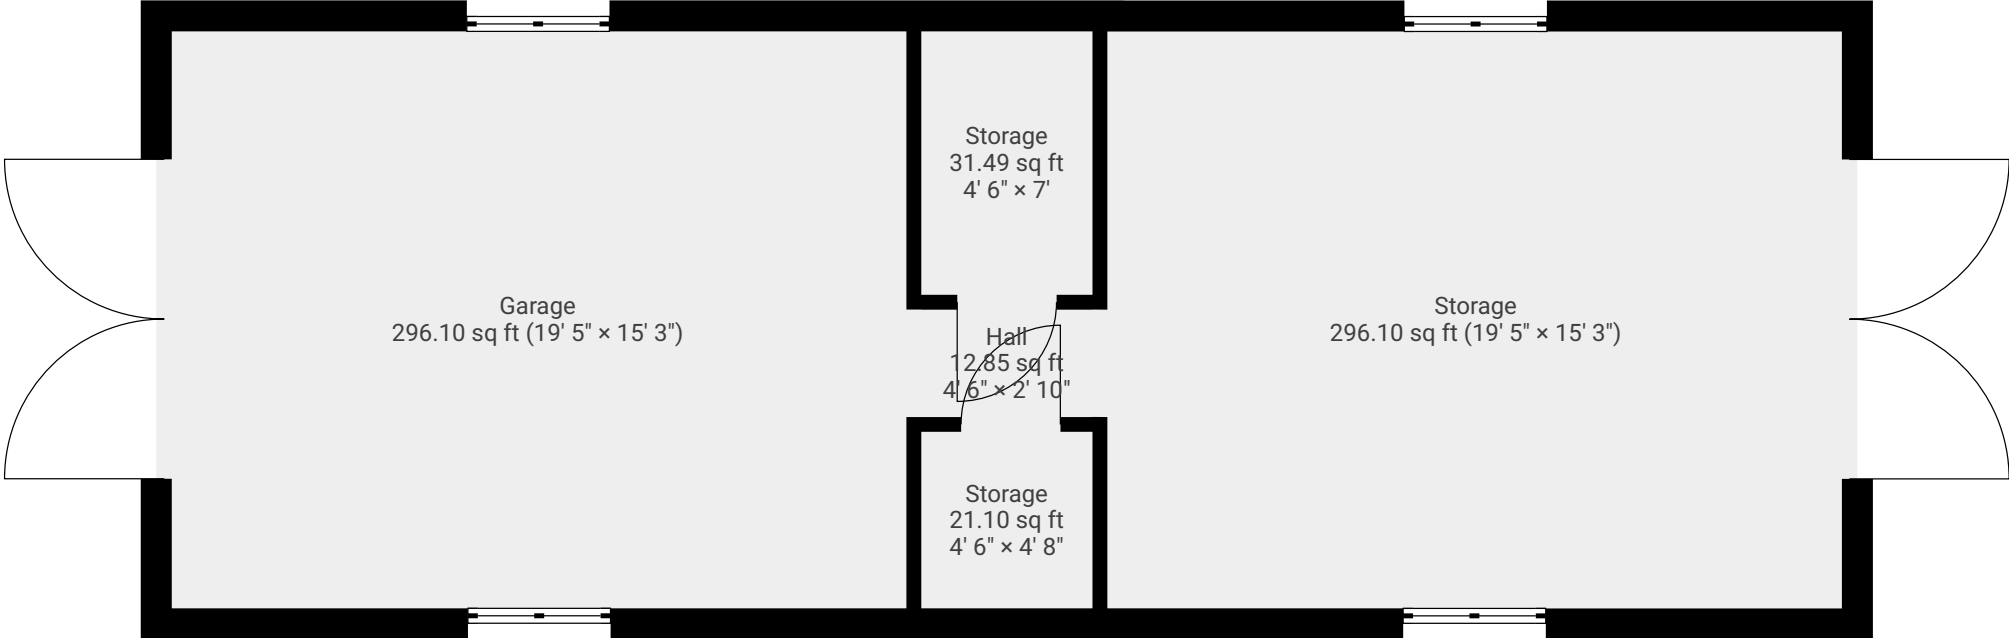 Storage
31.49 sq ft
4' 6" × 7'
Garage
296.10 sq ft (19' 5" × 15' 3")
Hall
12.85 sq ft
4' 6" × 2' 10"
Storage
296.10 sq ft (19' 5" × 15' 3")
Storage
21.10 sq ft
4' 6" × 4' 8"